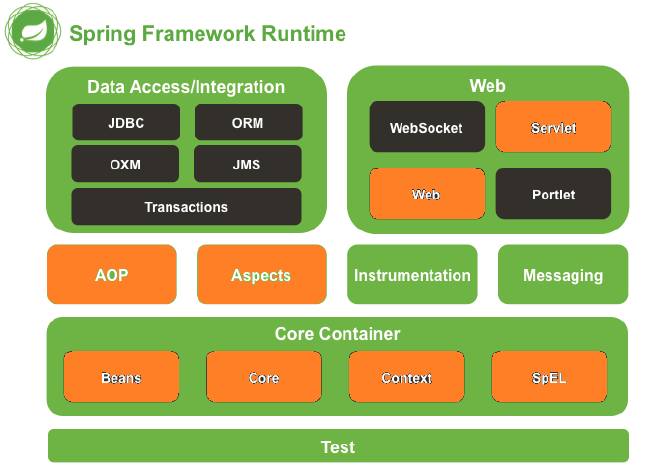 Spring Framework Runtime
Data Access/Integration
JDBC
ORM
OXM
JMS
Transactions
Web
WebSocket
Servlet
Web
Portlet
AOP
Aspects
Instrumentation
Messaging
Core Container
Beans
Core
Context
SpEL
Test